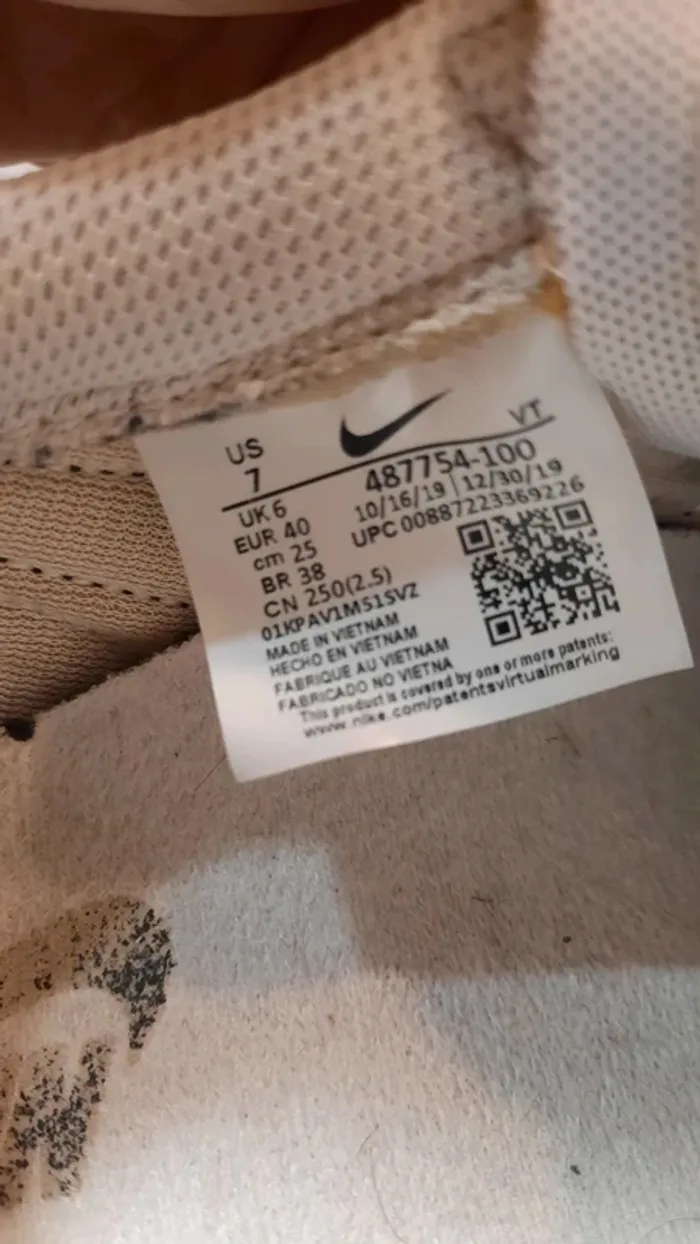 US
7
VT
487754-100
10/16/19 | 12/30/19
UPC 00887223369226
UK 6
EUR 40
cm 25
BR 38
CN 250(2.5)
01KPAV1M51SVZ
MADE IN VIETNAM
HECHO EN VIETNAM
FABRIQUE AU VIETNAM
FABRICADO NO VIETNA
This product is covered by one or more patents:
www.nike.com/patentsvirtualmarking